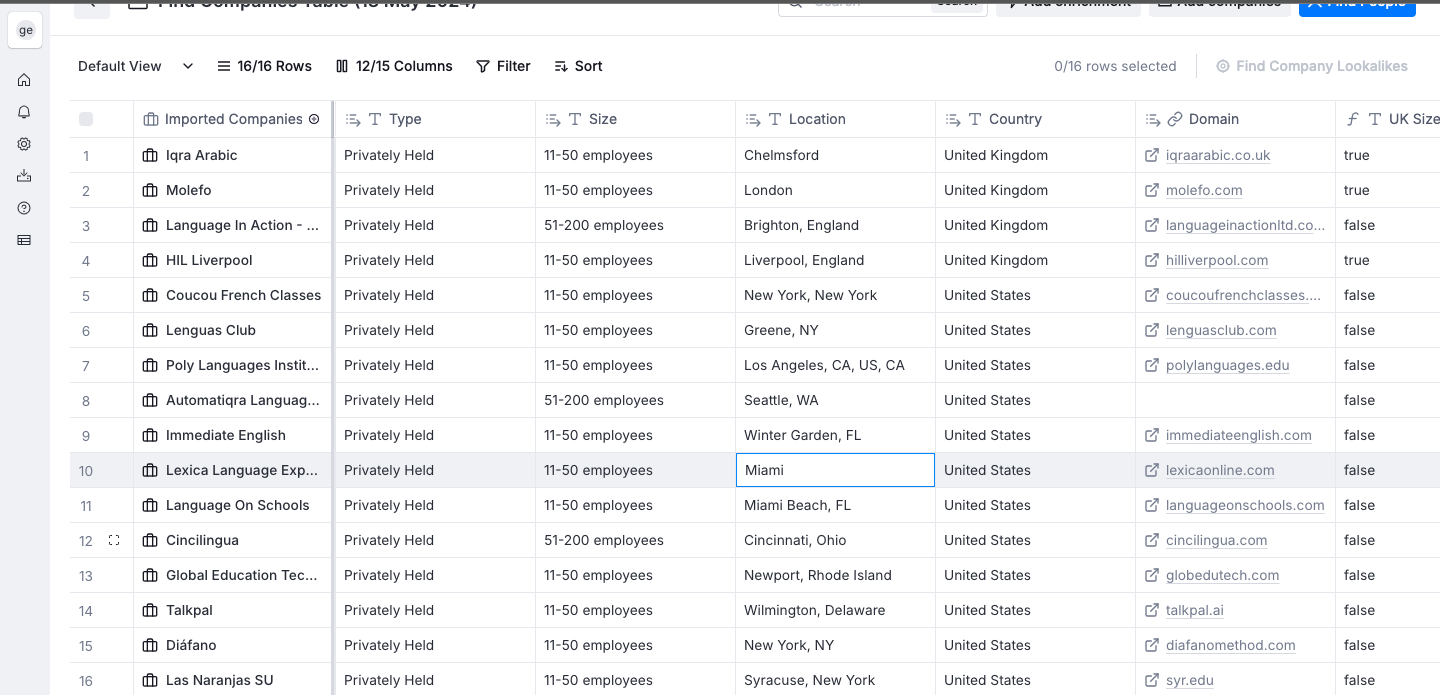 Find Companies Table (18 May 2024) Search Search Add enrichment Add companies Find People
ge
Default View 16/16 Rows 12/15 Columns Filter Sort 0/16 rows selected Find Company Lookalikes
Imported Companies Type Size Location Country Domain UK Size
1 Iqra Arabic Privately Held 11-50 employees Chelmsford United Kingdom iqraarabic.co.uk true
2 Molefo Privately Held 11-50 employees London United Kingdom molefo.com true
3 Language In Action - ... Privately Held 51-200 employees Brighton, England United Kingdom languageinactionltd.co... false
4 HIL Liverpool Privately Held 11-50 employees Liverpool, England United Kingdom hilliverpool.com true
5 Coucou French Classes Privately Held 11-50 employees New York, New York United States coucoufrenchclasses.... false
6 Lenguas Club Privately Held 11-50 employees Greene, NY United States lenguasclub.com false
7 Poly Languages Instit... Privately Held 11-50 employees Los Angeles, CA, US, CA United States polylanguages.edu false
8 Automatiqra Languag... Privately Held 51-200 employees Seattle, WA United States false
9 Immediate English Privately Held 11-50 employees Winter Garden, FL United States immediateenglish.com false
10 Lexica Language Exp... Privately Held 11-50 employees Miami United States lexicaonline.com false
11 Language On Schools Privately Held 11-50 employees Miami Beach, FL United States languageonschools.com false
12 Cincilingua Privately Held 51-200 employees Cincinnati, Ohio United States cincilingua.com false
13 Global Education Tec... Privately Held 11-50 employees Newport, Rhode Island United States globedutech.com false
14 Talkpal Privately Held 11-50 employees Wilmington, Delaware United States talkpal.ai false
15 Diáfano Privately Held 11-50 employees New York, NY United States diafanomethod.com false
16 Las Naranjas SU Privately Held 11-50 employees Syracuse, New York United States syr.edu false